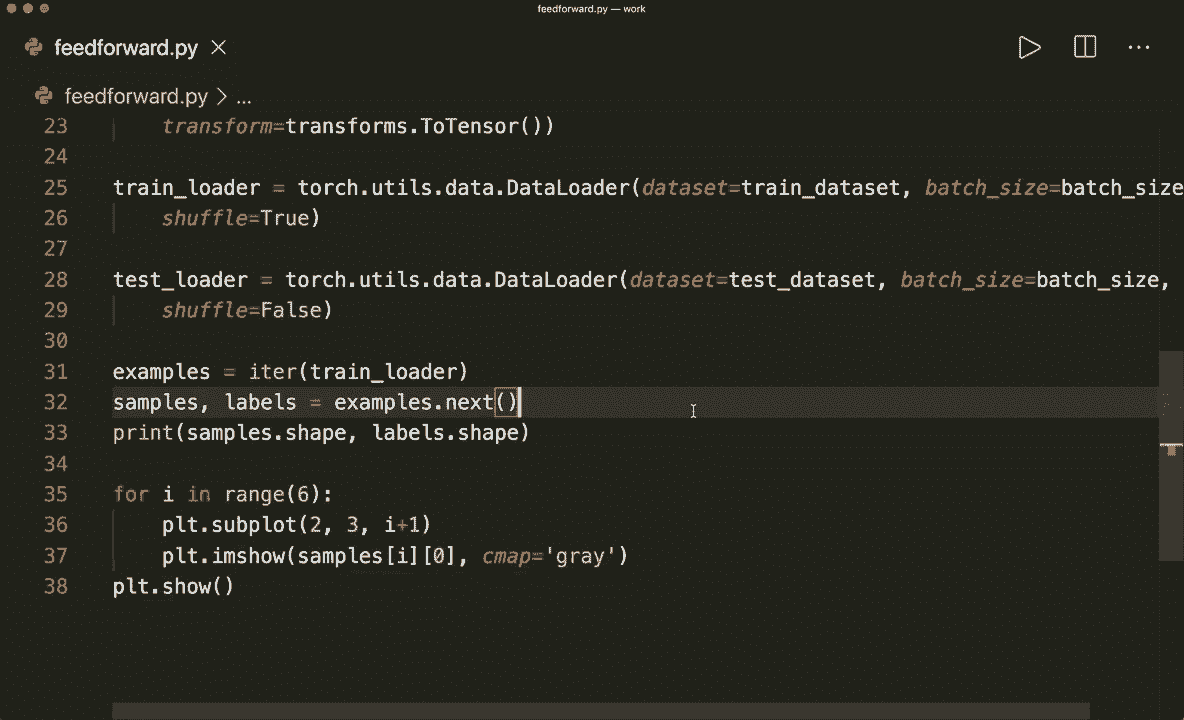 feedforward.py — work
feedforward.py
feedforward.py > ...
23 transform=transforms.ToTensor())
24
25 train_loader = torch.utils.data.DataLoader(dataset=train_dataset, batch_size=batch_size
26 shuffle=True)
27
28 test_loader = torch.utils.data.DataLoader(dataset=test_dataset, batch_size=batch_size,
29 shuffle=False)
30
31 examples = iter(train_loader)
32 samples, labels = examples.next()
33 print(samples.shape, labels.shape)
34
35 for i in range(6):
36 plt.subplot(2, 3, i+1)
37 plt.imshow(samples[i][0], cmap='gray')
38 plt.show()